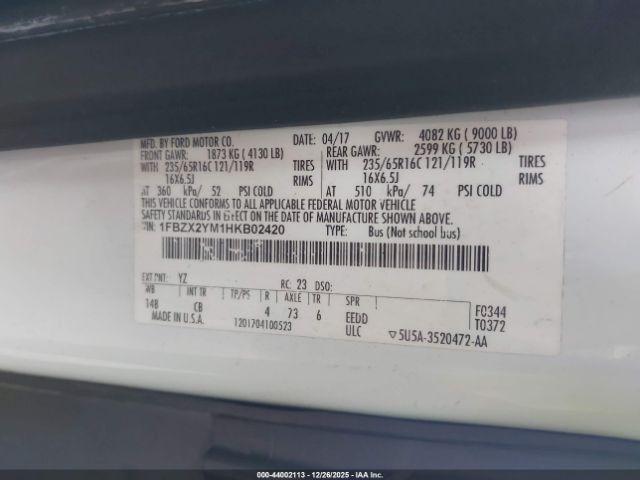 MFD. BY FORD MOTOR CO.
DATE: 04/17 GVWR: 4082 KG ( 9000 LB)
FRONT GAWR: 1873 KG ( 4130 LB) REAR GAWR: 2599 KG ( 5730 LB)
WITH 235/65R16C 121/119R TIRES WITH 235/65R16C 121/119R TIRES
16X6.5J RIMS 16X6.5J RIMS
AT 360 kPa/ 52 PSI COLD AT 510 kPa/ 74 PSI COLD
THIS VEHICLE CONFORMS TO ALL APPLICABLE FEDERAL MOTOR VEHICLE
SAFETY STANDARDS IN EFFECT ON THE DATE OF MANUFACTURE SHOWN ABOVE.
VIN: 1FBZX2YM1HKB02420 TYPE: Bus (Not school bus)
EXT PNT: YZ RC: 23 DSO:
WB INT TR TP/PS R AXLE TR SPR F0344
148 CB 4 73 6 EEDD T0372
MADE IN U.S.A. 1201704100523 ULC ▽5U5A-3520472-AA
000-44002113 - 12/26/2025 - IAA Inc.